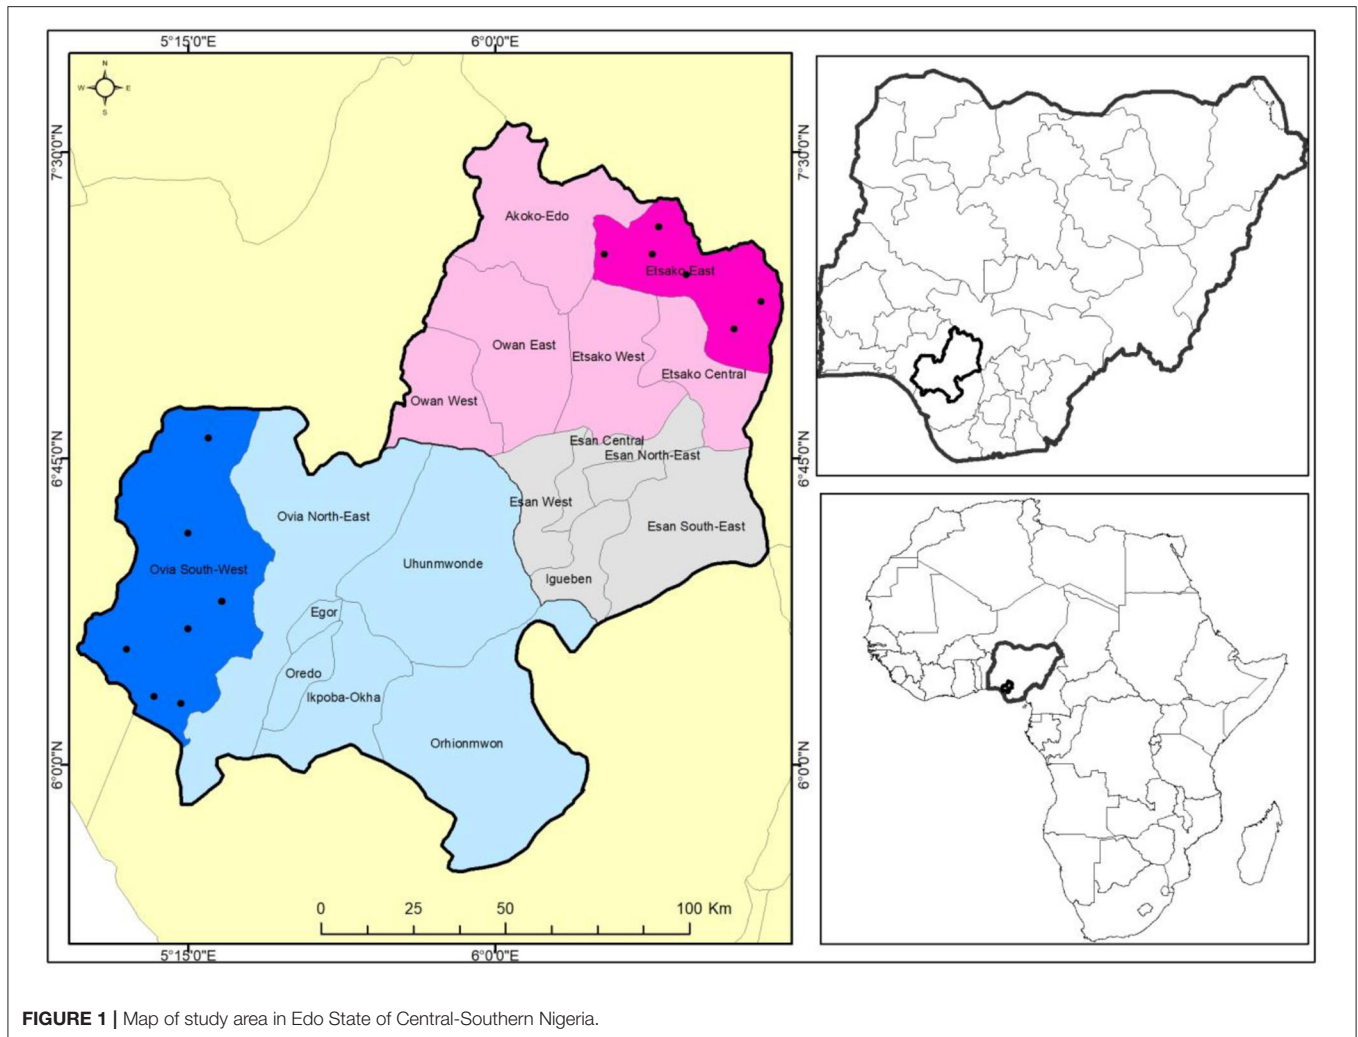 5°15'0"E 6°0'0"E
N
W E
S
7°30'0"N 7°30'0"N
Akoko-Edo
Etsako East
Owan East
Etsako West
Etsako Central
Owan West
Esan Central
6°45'0"N 6°45'0"N
Esan North-East
Esan West
Ovia North-East
Esan South-East
Uhunmwonde
Ovia South-West
Igueben
Egor
Oredo
Ikpoba-Okha
Orhionmwon
6°0'0"N 6°0'0"N
0 25 50 100 Km
5°15'0"E 6°0'0"E
FIGURE 1 | Map of study area in Edo State of Central-Southern Nigeria.